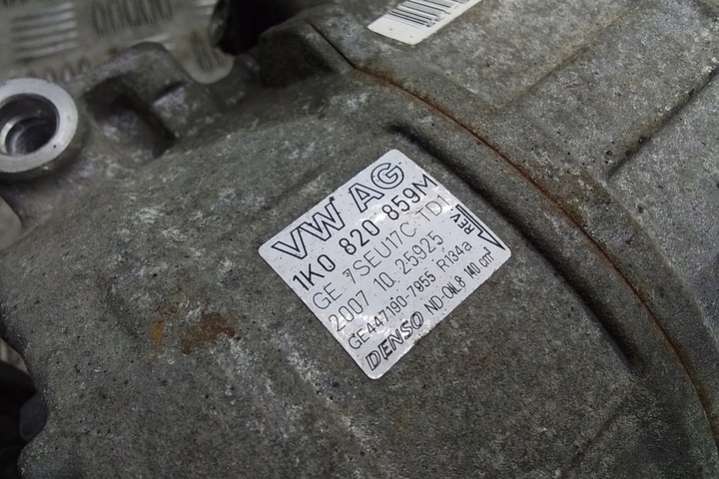 VW AG
1K0 820 859M
GE 7SEU17C TDI
2007 10. 25925 REV.
GE447190-7955 R134a
DENSO ND-OIL8 140 cm³